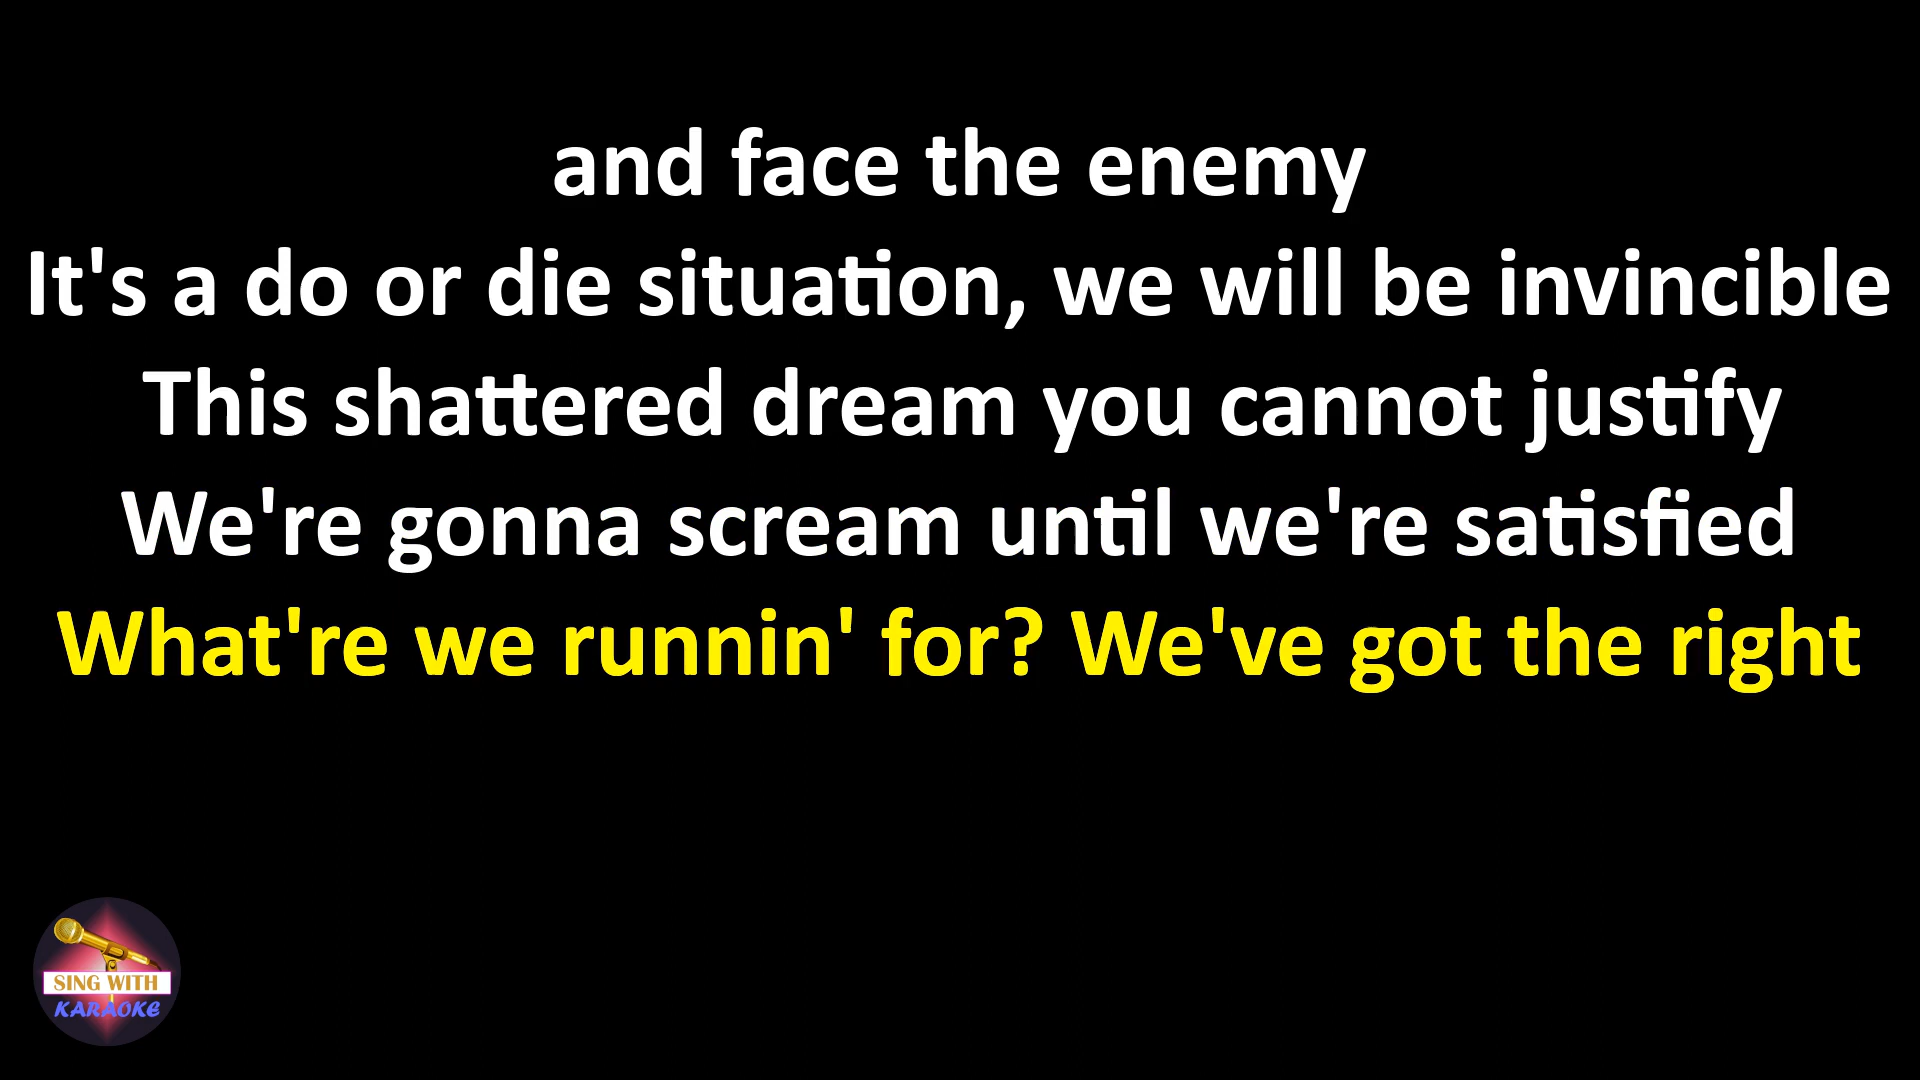 and face the enemy
It's a do or die situation, we will be invincible
This shattered dream you cannot justify
We're gonna scream until we're satisfied
What're we runnin' for? We've got the right
SING WITH
KARAOKE